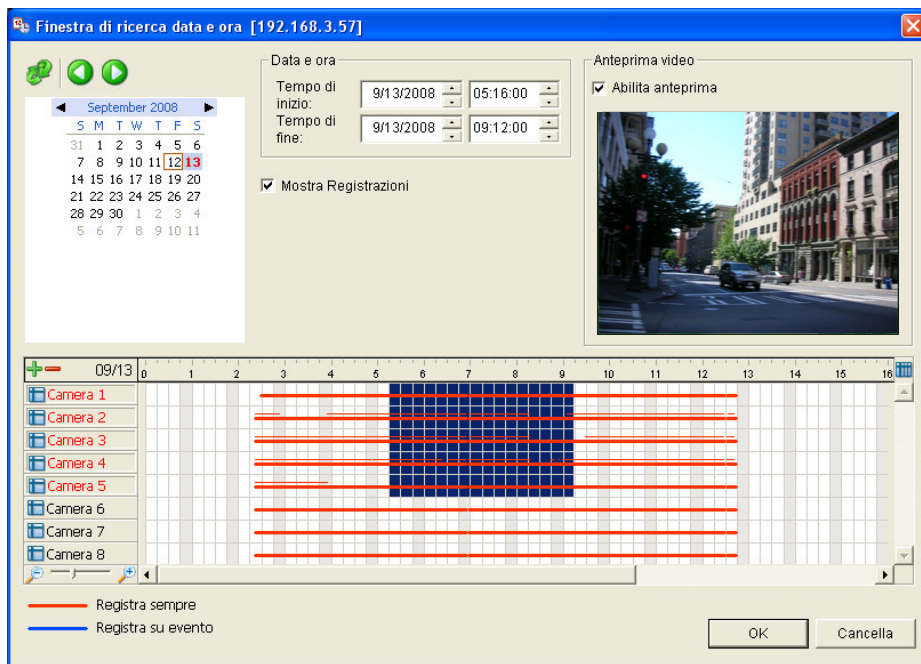 Finestra di ricerca data e ora [192.168.3.57]
Data e ora
Anteprima video
Tempo di inizio:
9/13/2008
05:16:00
Abilita anteprima
Tempo di fine:
9/13/2008
09:12:00
Mostra Registrazioni
September 2008
S M T W T F S
31 1 2 3 4 5 6
7 8 9 10 11 12 13
14 15 16 17 18 19 20
21 22 23 24 25 26 27
28 29 30 1 2 3 4
5 6 7 8 9 10 11
09/13 0 1 2 3 4 5 6 7 8 9 10 11 12 13 14 15 16
Camera 1
Camera 2
Camera 3
Camera 4
Camera 5
Camera 6
Camera 7
Camera 8
Registra sempre
Registra su evento
OK
Cancella